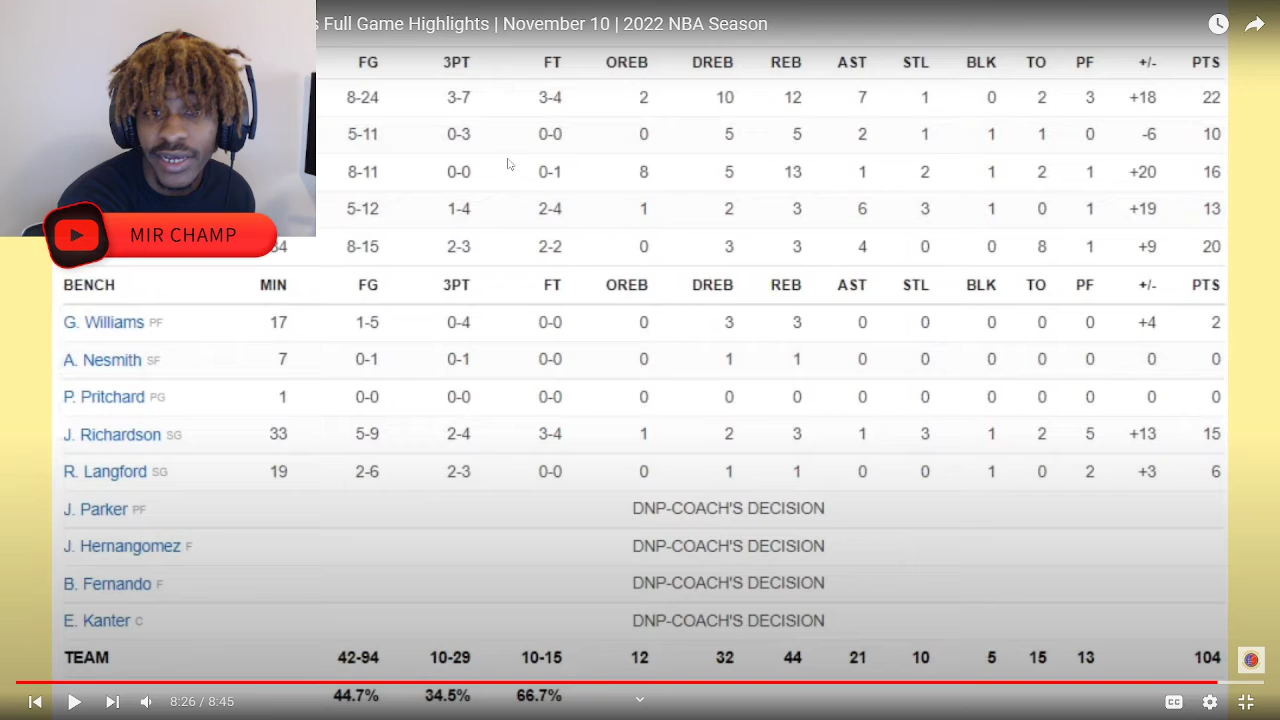 s Full Game Highlights | November 10 | 2022 NBA Season
FG 3PT FT OREB DREB REB AST STL BLK TO PF +/- PTS
8-24 3-7 3-4 2 10 12 7 1 0 2 3 +18 22
5-11 0-3 0-0 0 5 5 2 1 1 1 0 -6 10
8-11 0-0 0-1 8 5 13 1 2 1 2 1 +20 16
5-12 1-4 2-4 1 2 3 6 3 1 0 1 +19 13
MIR CHAMP
34 8-15 2-3 2-2 0 3 3 4 0 0 8 1 +9 20
BENCH MIN FG 3PT FT OREB DREB REB AST STL BLK TO PF +/- PTS
G. Williams PF 17 1-5 0-4 0-0 0 3 3 0 0 0 0 0 +4 2
A. Nesmith SF 7 0-1 0-1 0-0 0 1 1 0 0 0 0 0 0 0
P. Pritchard PG 1 0-0 0-0 0-0 0 0 0 0 0 0 0 0 0 0
J. Richardson SG 33 5-9 2-4 3-4 1 2 3 1 3 1 2 5 +13 15
R. Langford SG 19 2-6 2-3 0-0 0 1 1 0 0 1 0 2 +3 6
J. Parker PF DNP-COACH'S DECISION
J. Hernangomez F DNP-COACH'S DECISION
B. Fernando F DNP-COACH'S DECISION
E. Kanter C DNP-COACH'S DECISION
TEAM 42-94 10-29 10-15 12 32 44 21 10 5 15 13 104
44.7% 34.5% 66.7%
8:26 / 8:45 CC